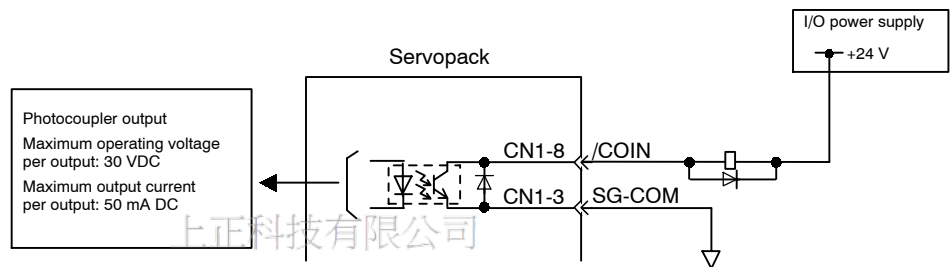 I/O power supply
+24 V
Servopack
Photocoupler output
Maximum operating voltage
per output: 30 VDC
Maximum output current
per output: 50 mA DC
CN1-8
/COIN
CN1-3
SG-COM
上正科技有限公司